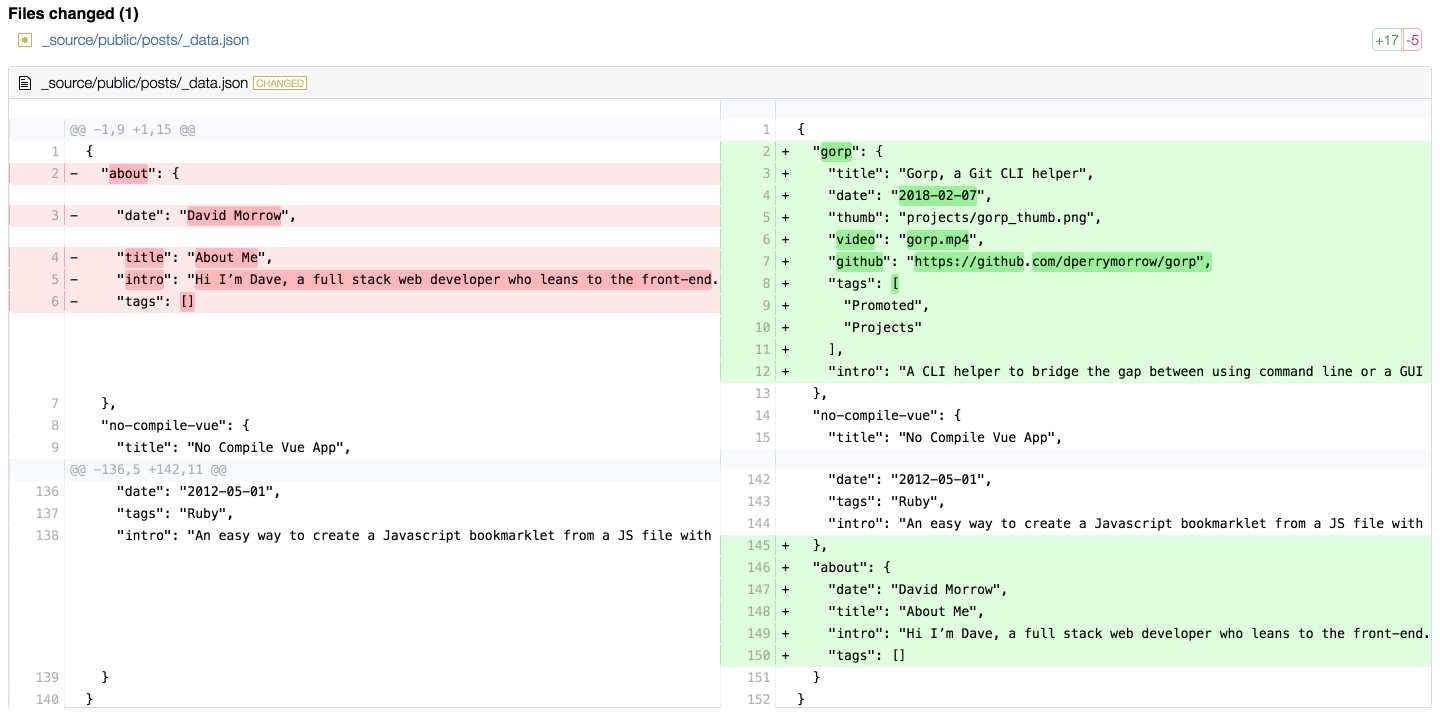 Files changed (1)
_source/public/posts/_data.json +17 -5
_source/public/posts/_data.json CHANGED
@@ -1,9 +1,15 @@
1 {
2 - "about": {
3 - "date": "David Morrow",
4 - "title": "About Me",
5 - "intro": "Hi I’m Dave, a full stack web developer who leans to the front-end.
6 - "tags": []
7 },
8 "no-compile-vue": {
9 "title": "No Compile Vue App",
@@ -136,5 +142,11 @@
136 "date": "2012-05-01",
137 "tags": "Ruby",
138 "intro": "An easy way to create a Javascript bookmarklet from a JS file with
139 }
140 }
1 {
2 + "gorp": {
3 + "title": "Gorp, a Git CLI helper",
4 + "date": "2018-02-07",
5 + "thumb": "projects/gorp_thumb.png",
6 + "video": "gorp.mp4",
7 + "github": "https://github.com/dperrymorrow/gorp",
8 + "tags": [
9 + "Promoted",
10 + "Projects"
11 + ],
12 + "intro": "A CLI helper to bridge the gap between using command line or a GUI
13 },
14 "no-compile-vue": {
15 "title": "No Compile Vue App",
142 "date": "2012-05-01",
143 "tags": "Ruby",
144 "intro": "An easy way to create a Javascript bookmarklet from a JS file with
145 + },
146 + "about": {
147 + "date": "David Morrow",
148 + "title": "About Me",
149 + "intro": "Hi I’m Dave, a full stack web developer who leans to the front-end.
150 + "tags": []
151 }
152 }